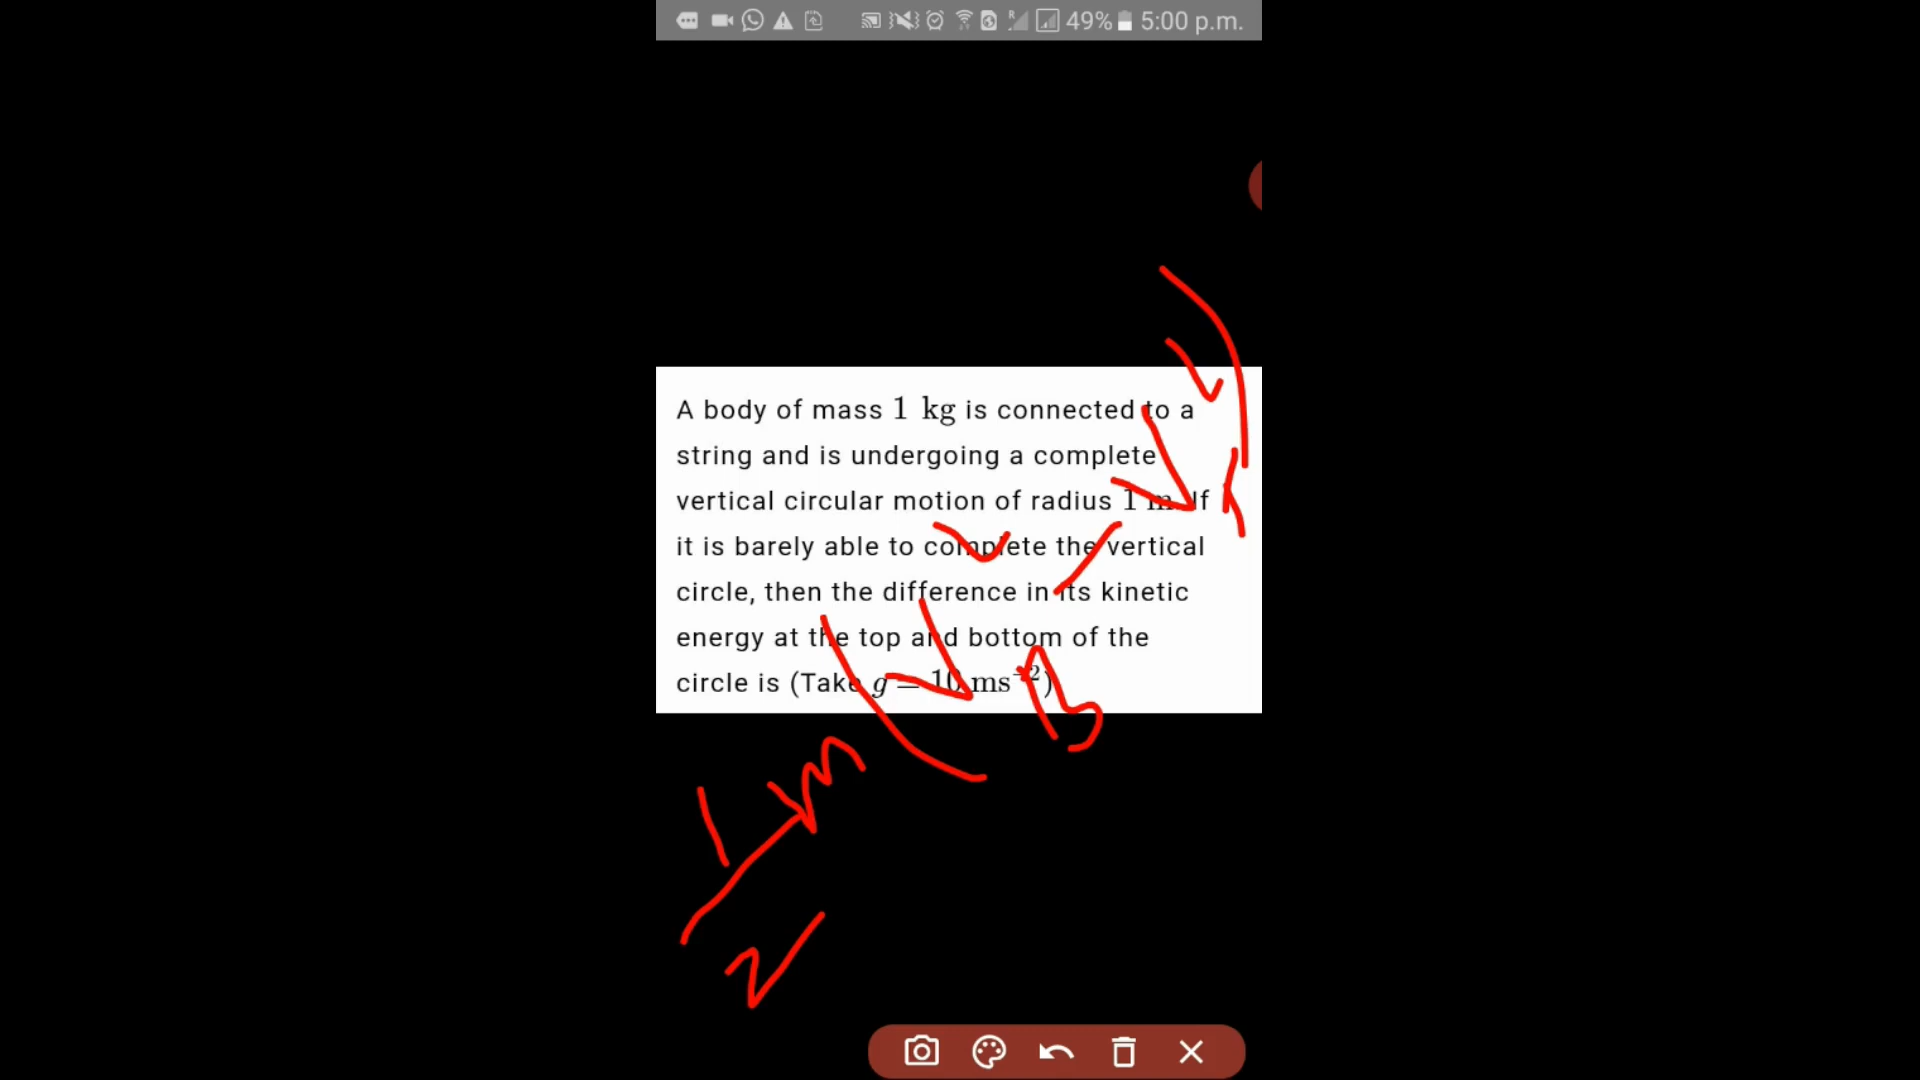 R 49% 5:00 p.m.
A body of mass 1 kg is connected to a
string and is undergoing a complete
vertical circular motion of radius 1 m. If
it is barely able to complete the vertical
circle, then the difference in its kinetic
energy at the top and bottom of the
circle is (Take g = 10 ms⁻²)
1 m
2